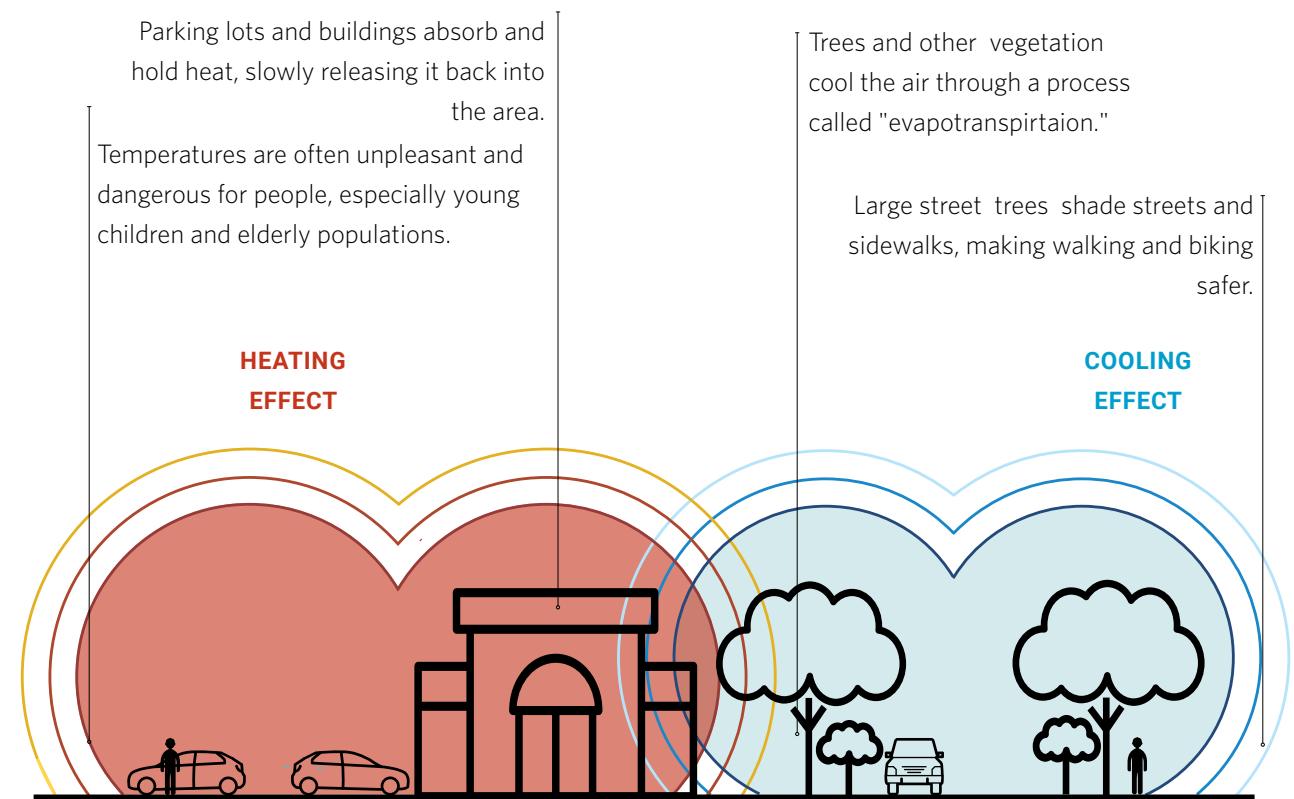 Parking lots and buildings absorb and
hold heat, slowly releasing it back into
the area.
Temperatures are often unpleasant and
dangerous for people, especially young
children and elderly populations.
Trees and other vegetation
cool the air through a process
called "evapotranspirtaion."
Large street trees shade streets and
sidewalks, making walking and biking
safer.
HEATING
EFFECT
COOLING
EFFECT